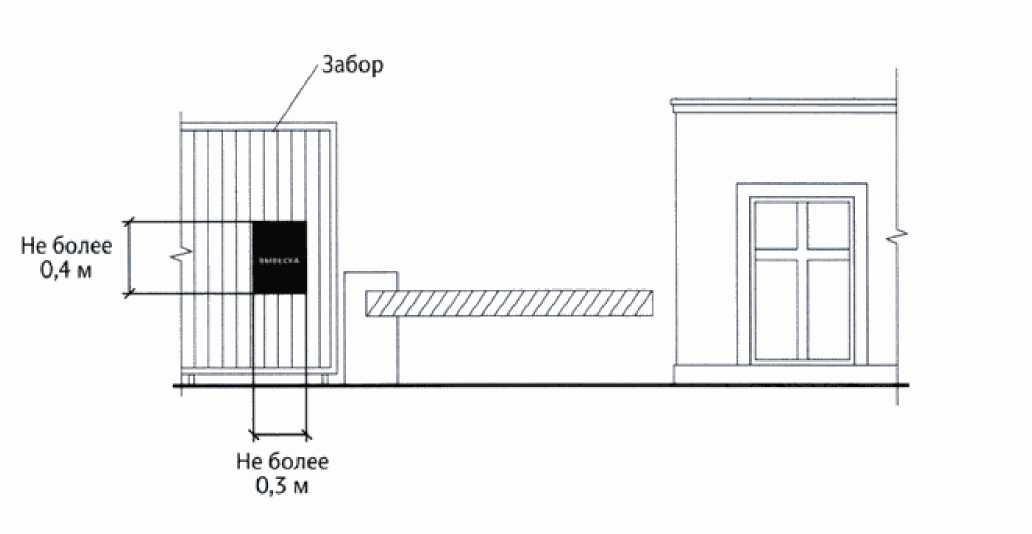 Забор
Не более
0,4 м
ВЫВЕСКА
Не более
0,3 м